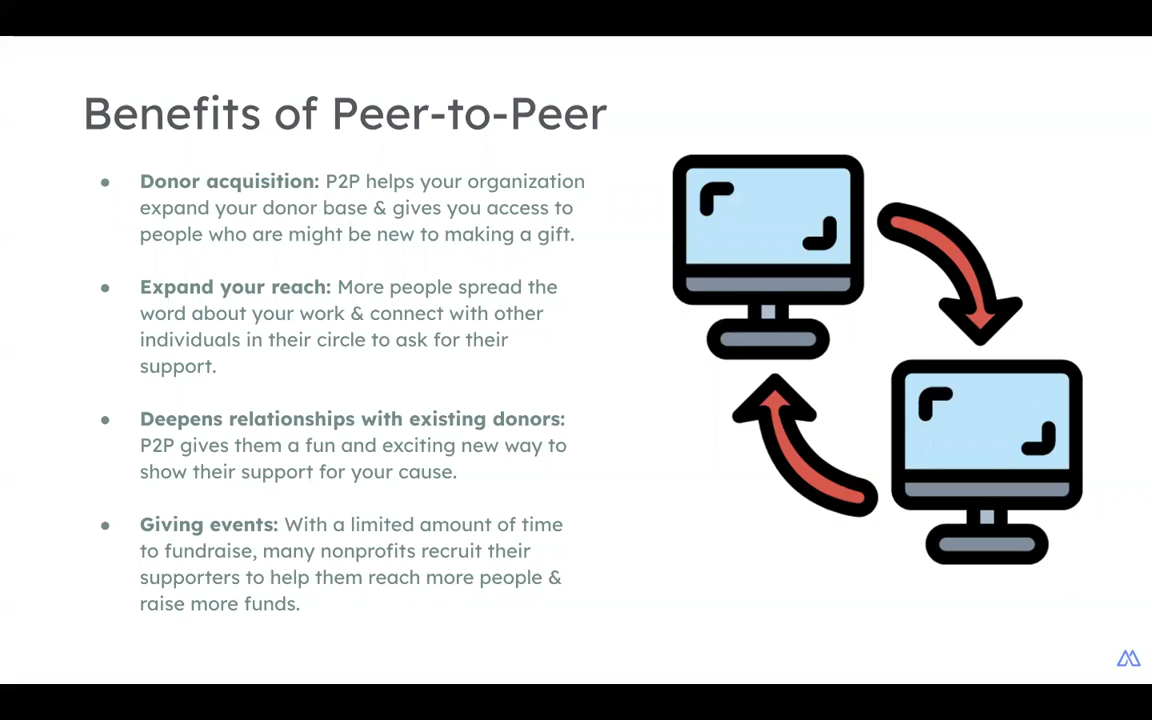 Benefits of Peer-to-Peer
● Donor acquisition: P2P helps your organization
expand your donor base & gives you access to
people who are might be new to making a gift.
● Expand your reach: More people spread the
word about your work & connect with other
individuals in their circle to ask for their
support.
● Deepens relationships with existing donors:
P2P gives them a fun and exciting new way to
show their support for your cause.
● Giving events: With a limited amount of time
to fundraise, many nonprofits recruit their
supporters to help them reach more people &
raise more funds.